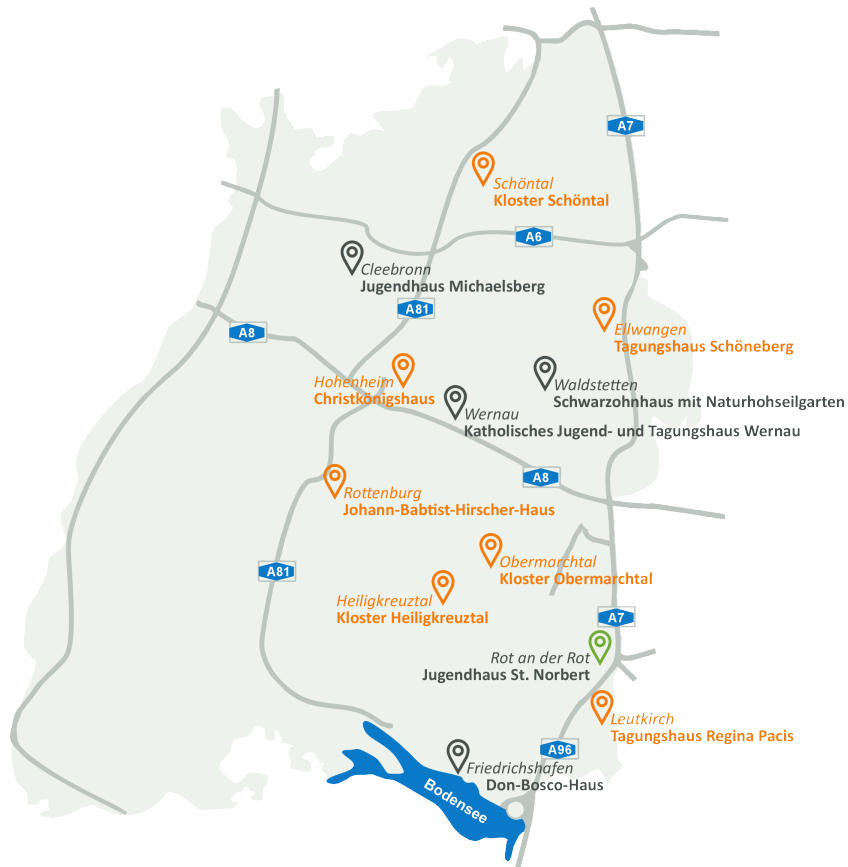 A7
Schöntal
Kloster Schöntal
A6
Cleebronn
Jugendhaus Michaelsberg
A81
A8
Ellwangen
Tagungshaus Schöneberg
Hohenheim
Christkönigshaus
Waldstetten
Schwarzohnhaus mit Naturhohseilgarten
Wernau
Katholisches Jugend- und Tagungshaus Wernau
A8
Rottenburg
Johann-Babtist-Hirscher-Haus
Obermarchtal
Kloster Obermarchtal
A81
Heiligkreuztal
Kloster Heiligkreuztal
A7
Rot an der Rot
Jugendhaus St. Norbert
Leutkirch
Tagungshaus Regina Pacis
A96
Friedrichshafen
Don-Bosco-Haus
Bodensee